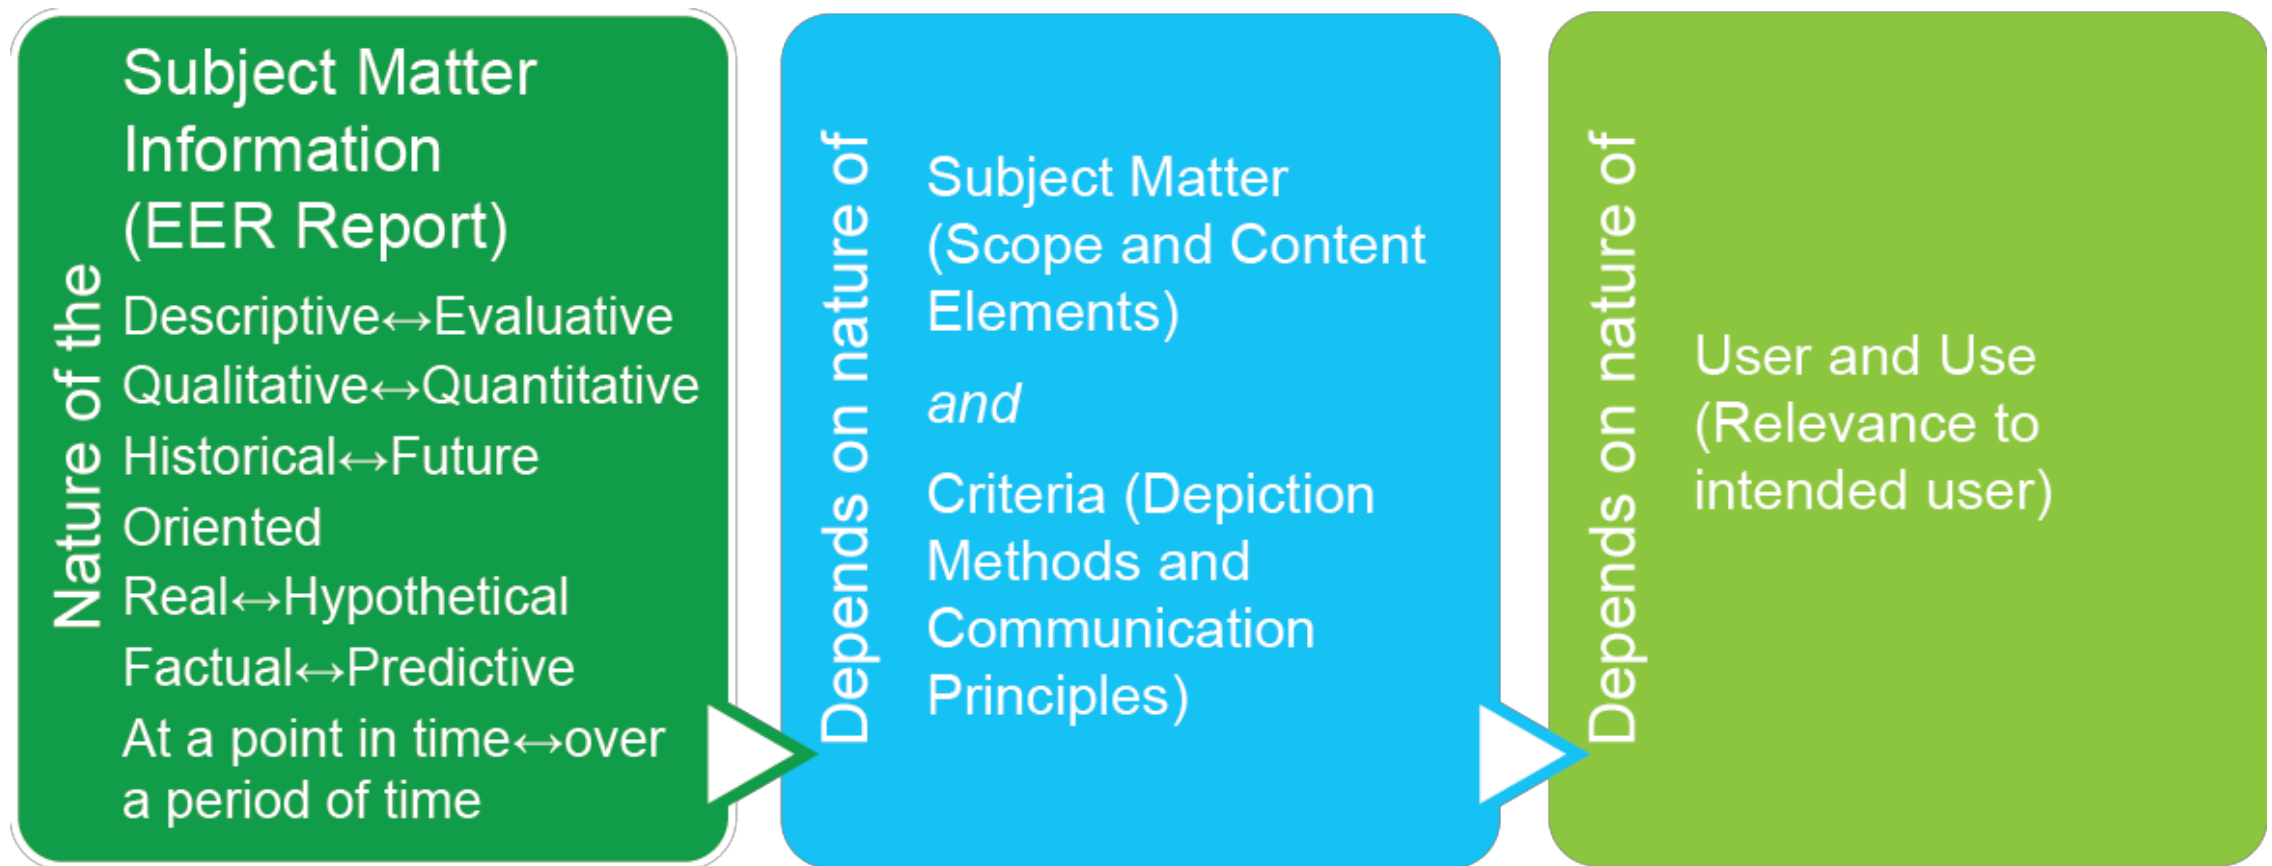 Nature of the
Subject Matter
Information
(EER Report)
Descriptive↔Evaluative
Qualitative↔Quantitative
Historical↔Future
Oriented
Real↔Hypothetical
Factual↔Predictive
At a point in time↔over
a period of time
Depends on nature of
Subject Matter
(Scope and Content
Elements)
and
Criteria (Depiction
Methods and
Communication
Principles)
Depends on nature of
User and Use
(Relevance to
intended user)